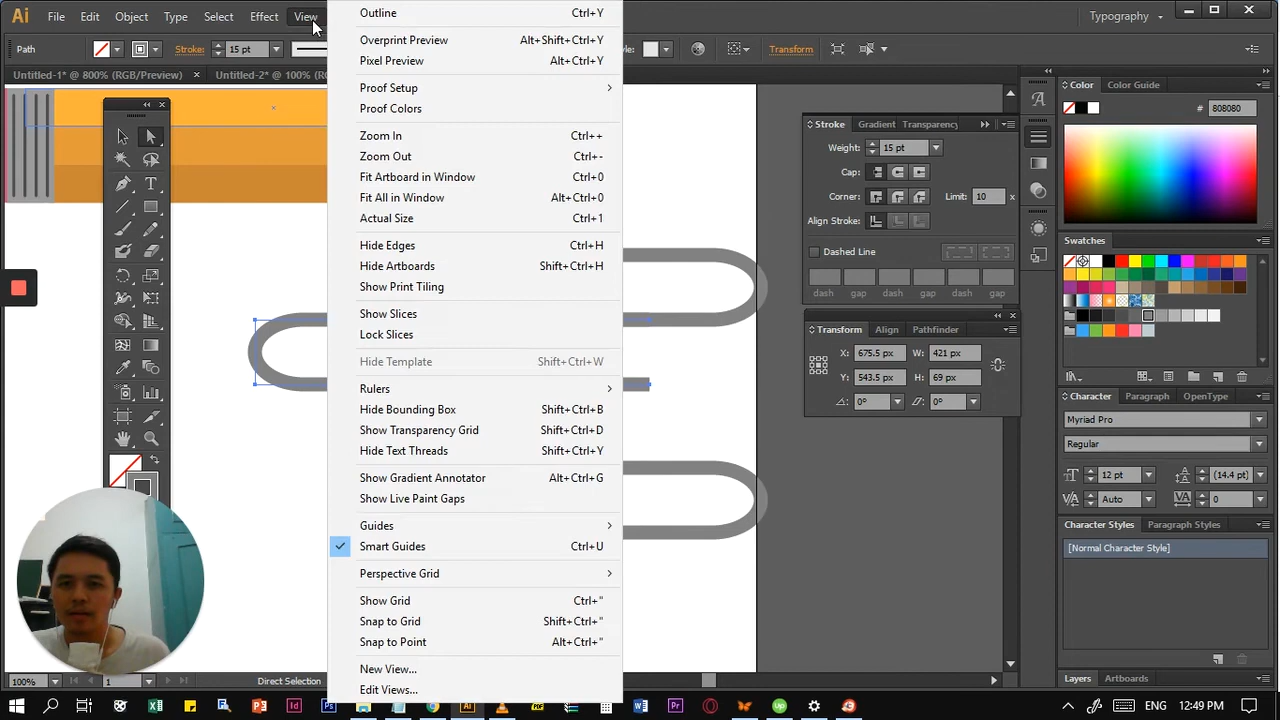 Ai File Edit Object Type Select Effect View Typography
Path Stroke: 15 pt Style: Transform
Untitled-1* @ 800% (RGB/Preview) × Untitled-2* @ 100% (RG
Outline Ctrl+Y
Overprint Preview Alt+Shift+Ctrl+Y
Pixel Preview Alt+Ctrl+Y
Proof Setup
Proof Colors
Zoom In Ctrl++
Zoom Out Ctrl+-
Fit Artboard in Window Ctrl+0
Fit All in Window Alt+Ctrl+0
Actual Size Ctrl+1
Hide Edges Ctrl+H
Hide Artboards Shift+Ctrl+H
Show Print Tiling
Show Slices
Lock Slices
Hide Template Shift+Ctrl+W
Rulers
Hide Bounding Box Shift+Ctrl+B
Show Transparency Grid Shift+Ctrl+D
Hide Text Threads Shift+Ctrl+Y
Show Gradient Annotator Alt+Ctrl+G
Show Live Paint Gaps
Guides
Smart Guides Ctrl+U
Perspective Grid
Show Grid Ctrl+"
Snap to Grid Shift+Ctrl+"
Snap to Point Alt+Ctrl+"
New View...
Edit Views...
Stroke Gradient Transparency
Weight: 15 pt
Cap:
Corner: Limit: 10 x
Align Stroke:
Dashed Line
dash gap dash gap dash gap
Transform Align Pathfinder
X: 675.5 px W: 421 px
Y: 543.5 px H: 69 px
0° 0°
Color Color Guide
# 808080
Swatches
Character Paragraph OpenType
Myriad Pro
Regular
12 pt (14.4 pt)
Auto 0
Character Styles Paragraph Styles
[Normal Character Style]
Layers Artboards
100% 1 Direct Selection
12:49 PM